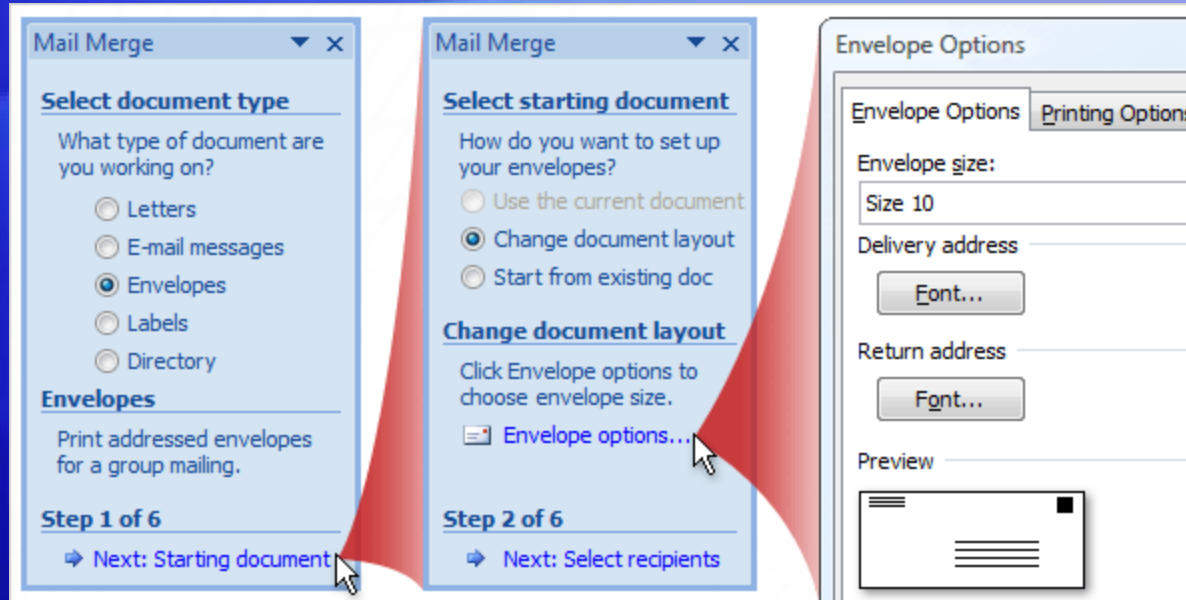 Mail Merge
Select document type
What type of document are
you working on?
Letters
E-mail messages
Envelopes
Labels
Directory
Envelopes
Print addressed envelopes
for a group mailing.
Step 1 of 6
Next: Starting document
Mail Merge
Select starting document
How do you want to set up
your envelopes?
Use the current document
Change document layout
Start from existing doc
Change document layout
Click Envelope options to
choose envelope size.
Envelope options...
Step 2 of 6
Next: Select recipients
Envelope Options
Envelope Options
Printing Options
Envelope size:
Size 10
Delivery address
Font...
Return address
Font...
Preview